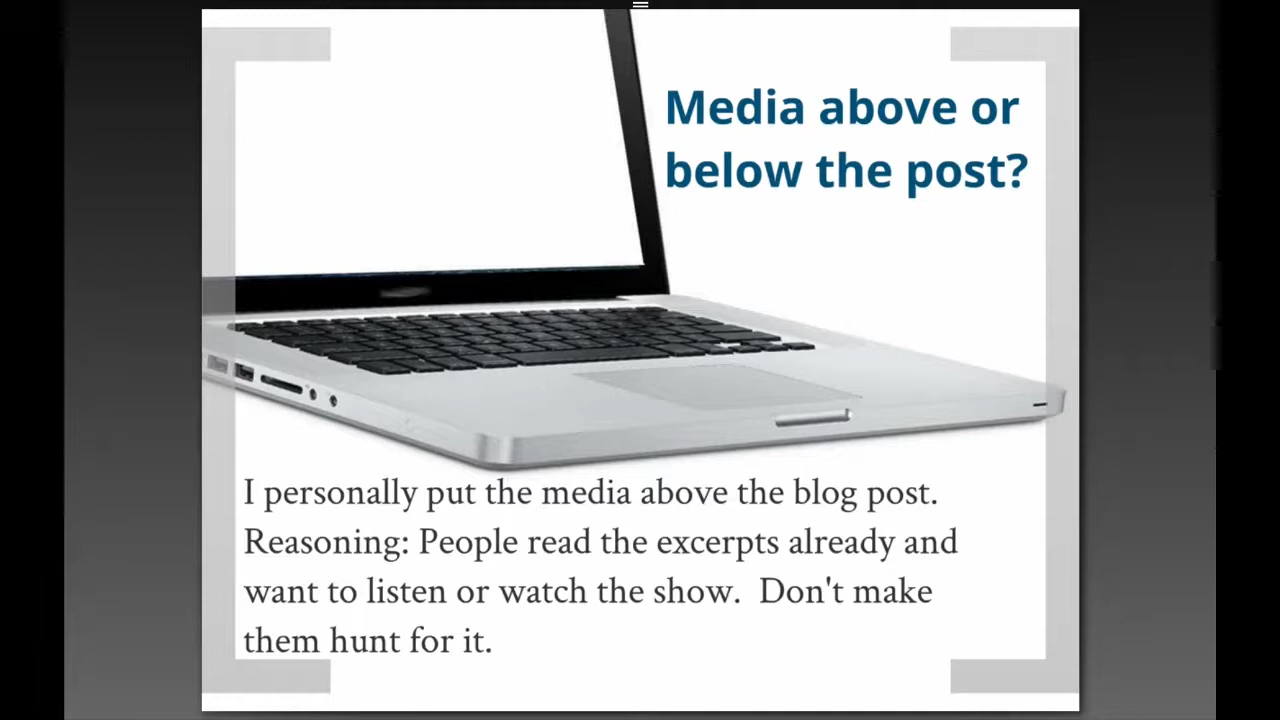 Media above or
below the post?
I personally put the media above the blog post.
Reasoning: People read the excerpts already and
want to listen or watch the show.  Don't make
them hunt for it.